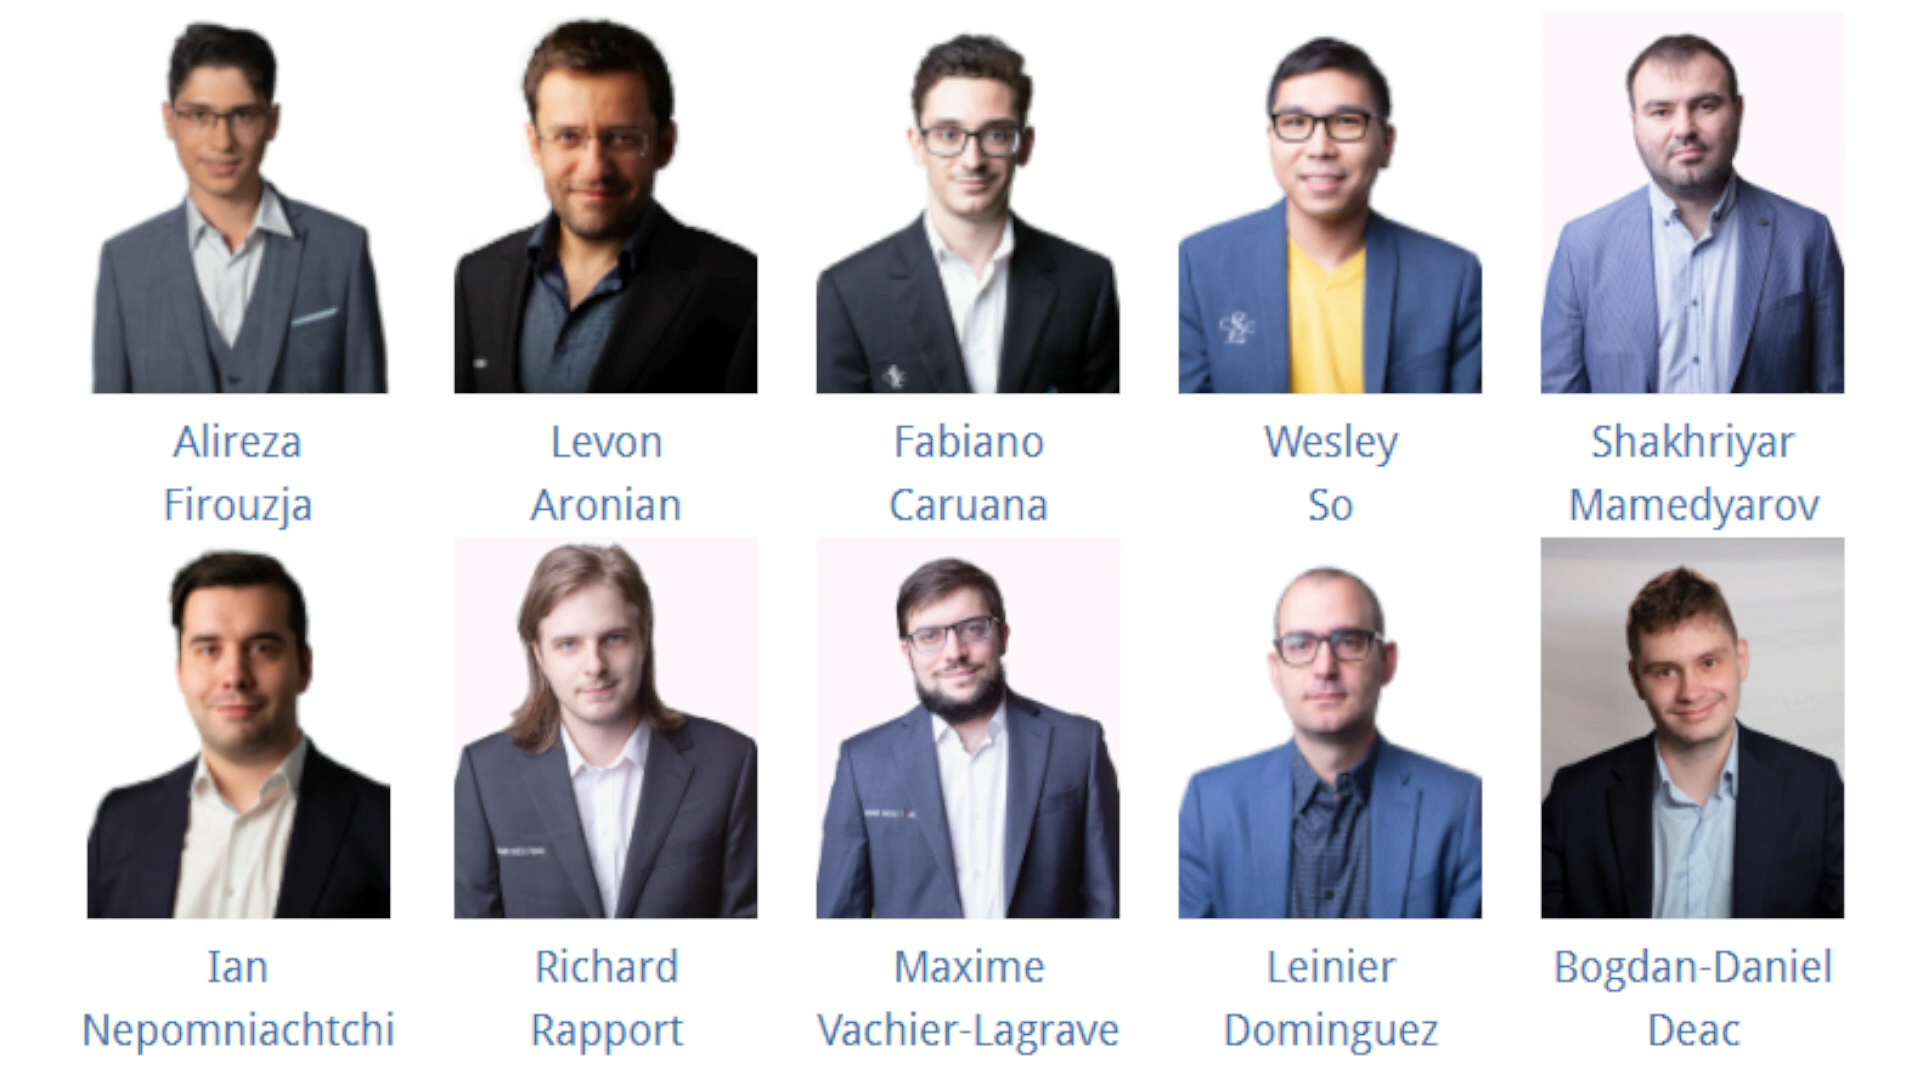 Alireza
Firouzja
Levon
Aronian
Fabiano
Caruana
Wesley
So
Shakhriyar
Mamedyarov
Ian
Nepomniachtchi
Richard
Rapport
Maxime
Vachier-Lagrave
Leinier
Dominguez
Bogdan-Daniel
Deac